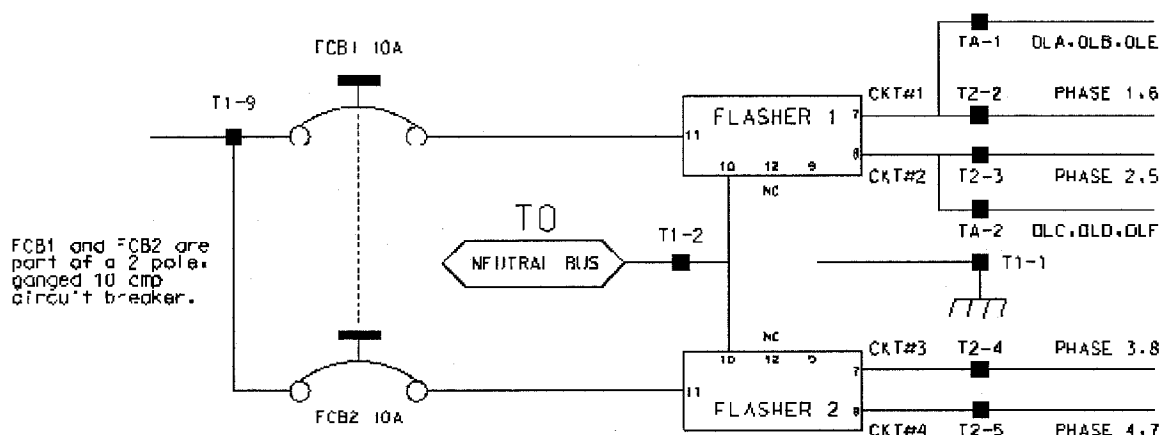 FCB1 10A
TA-1 OLA.OLB.OLE
T1-9
CKT#1 T2-2 PHASE 1.6
FLASHER 1
7
11
8
10 12 9
NC
CKT#2 T2-3 PHASE 2.5
TA-2 OLC.OLD.OLF
TO
NEUTRAL BUS
T1-2
T1-1
FCB1 and FCB2 are
part of a 2 pole.
ganged 10 amp
circuit breaker.
NC
10 12
CKT#3 T2-4 PHASE 3.8
7
11
FLASHER 2
8
FCB2 10A
CKT#4 T2-5 PHASE 4.7